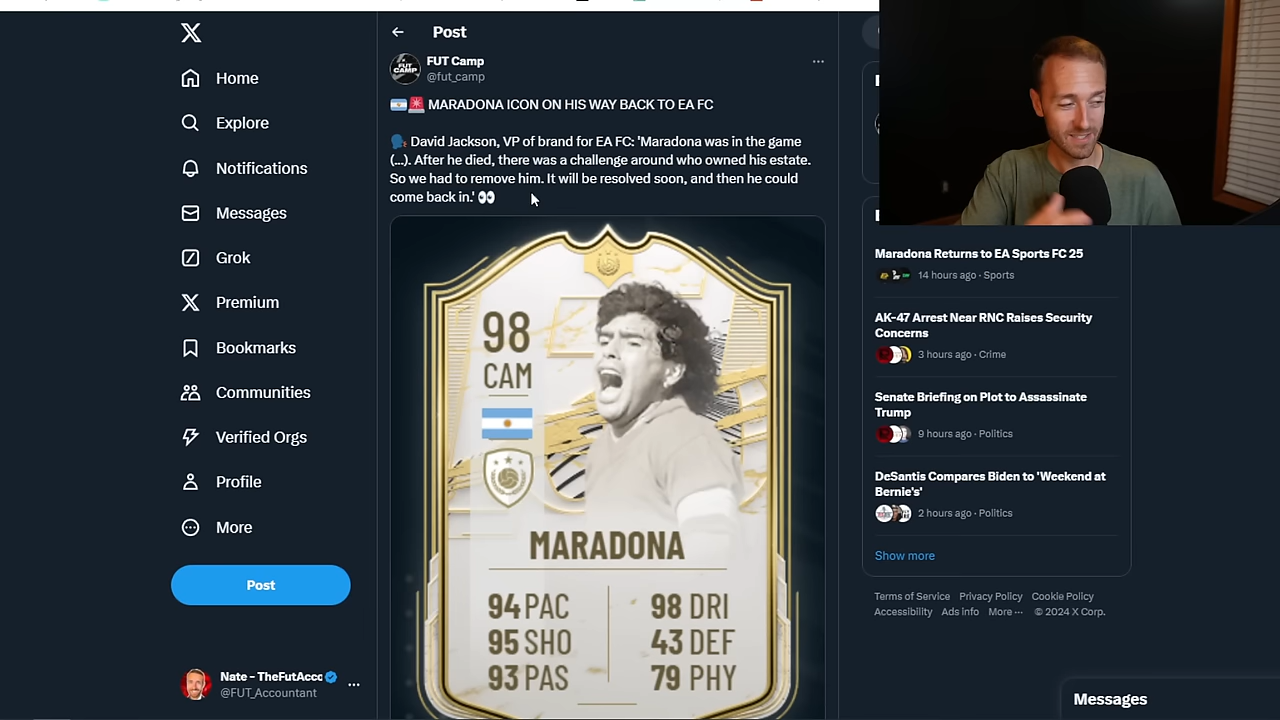 Home
Explore
Notifications
Messages
Grok
Premium
Bookmarks
Communities
Verified Orgs
Profile
More
Post
Nate - TheFutAccc
@FUT_Accountant
Post
FUT Camp
@fut_camp
🇦🇷🚨 MARADONA ICON ON HIS WAY BACK TO EA FC
🗣️ David Jackson, VP of brand for EA FC: 'Maradona was in the game
(...). After he died, there was a challenge around who owned his estate.
So we had to remove him. It will be resolved soon, and then he could
come back in.' 👀
98
CAM
MARADONA
94 PAC
95 SHO
93 PAS
98 DRI
43 DEF
79 PHY
Maradona Returns to EA Sports FC 25
14 hours ago · Sports
AK-47 Arrest Near RNC Raises Security
Concerns
3 hours ago · Crime
Senate Briefing on Plot to Assassinate
Trump
9 hours ago · Politics
DeSantis Compares Biden to 'Weekend at
Bernie's'
2 hours ago · Politics
Show more
Terms of Service Privacy Policy Cookie Policy
Accessibility Ads info More ··· © 2024 X Corp.
Messages